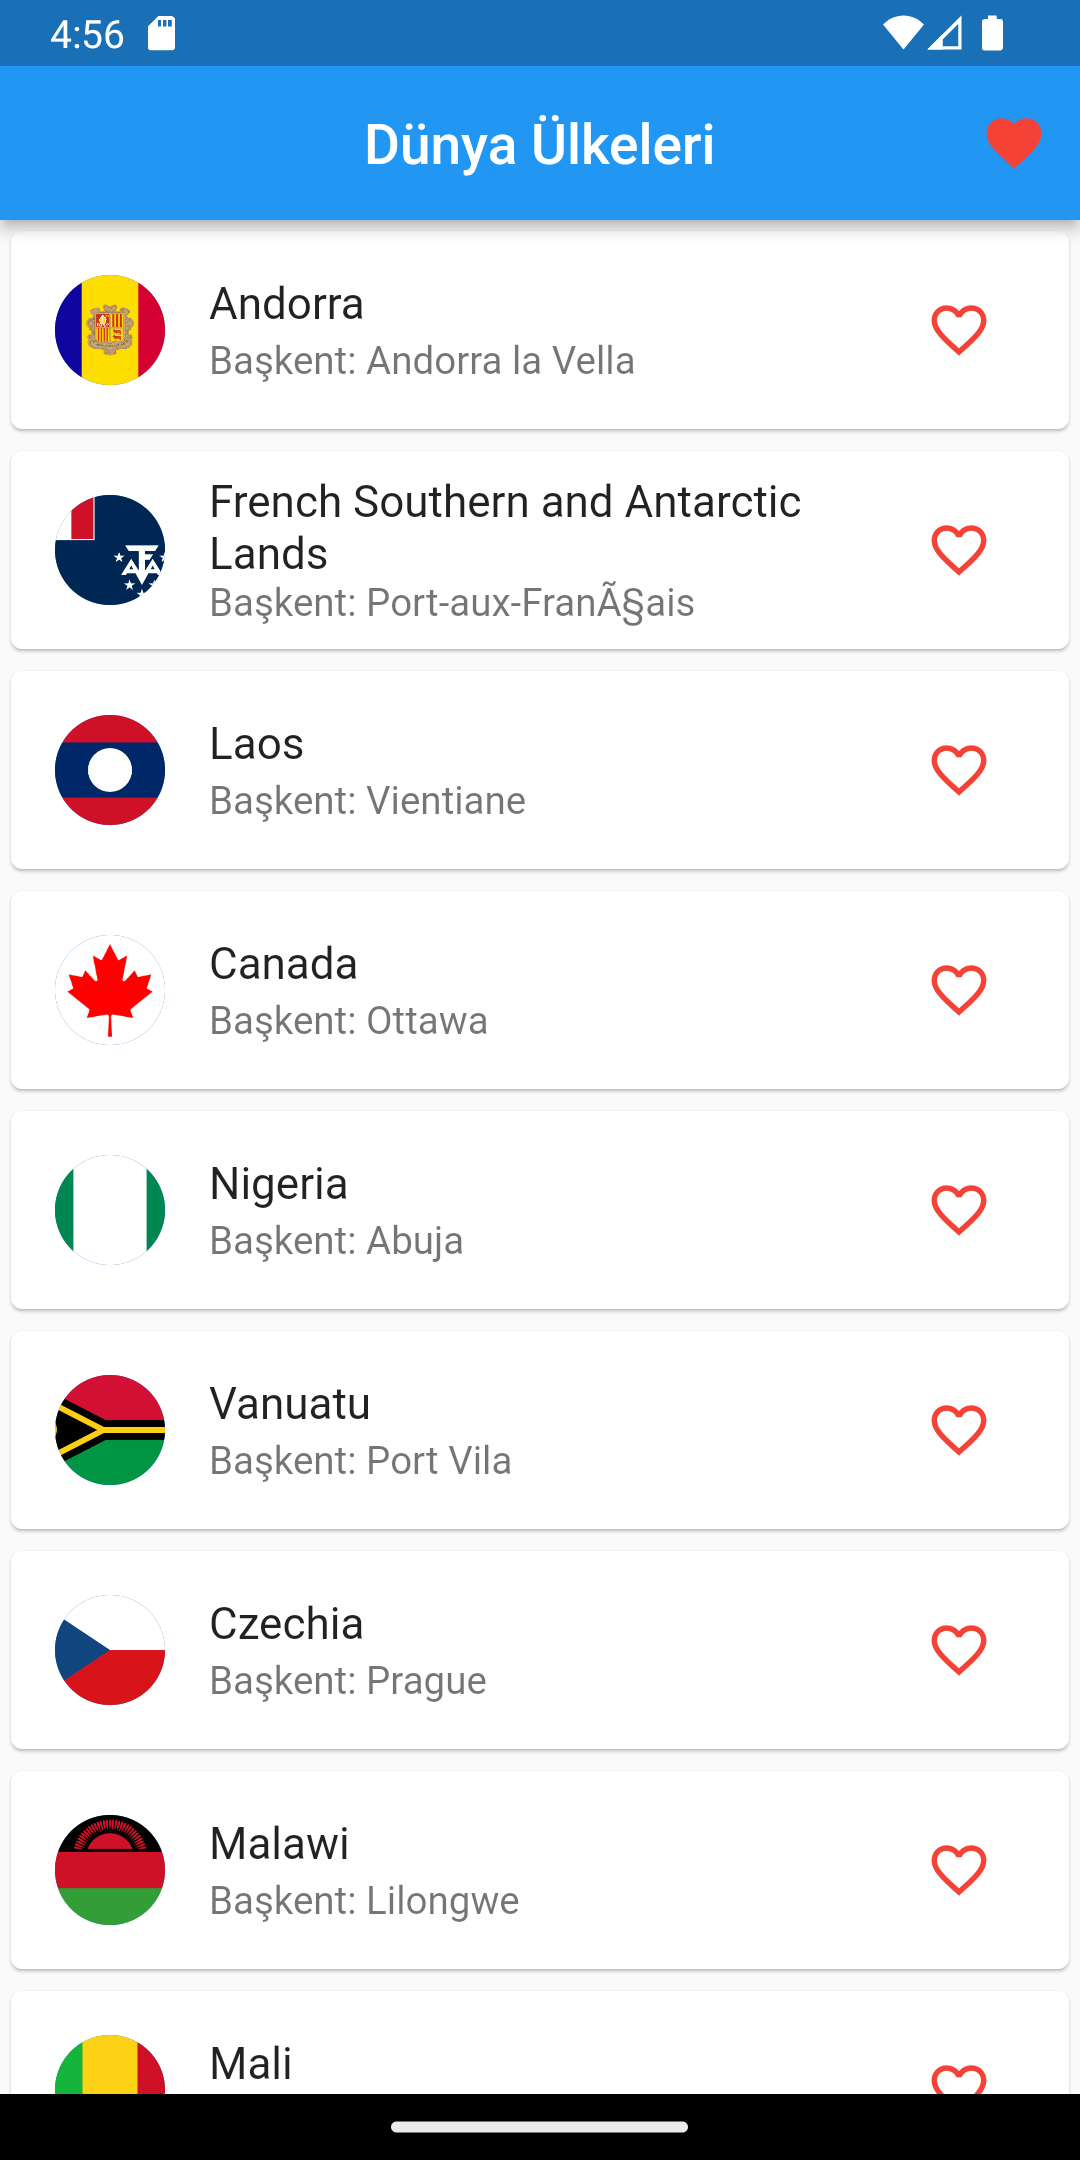 4:56
Dünya Ülkeleri
Andorra
Başkent: Andorra la Vella
French Southern and Antarctic
Lands
Başkent: Port-aux-FranÃ§ais
Laos
Başkent: Vientiane
Canada
Başkent: Ottawa
Nigeria
Başkent: Abuja
Vanuatu
Başkent: Port Vila
Czechia
Başkent: Prague
Malawi
Başkent: Lilongwe
Mali